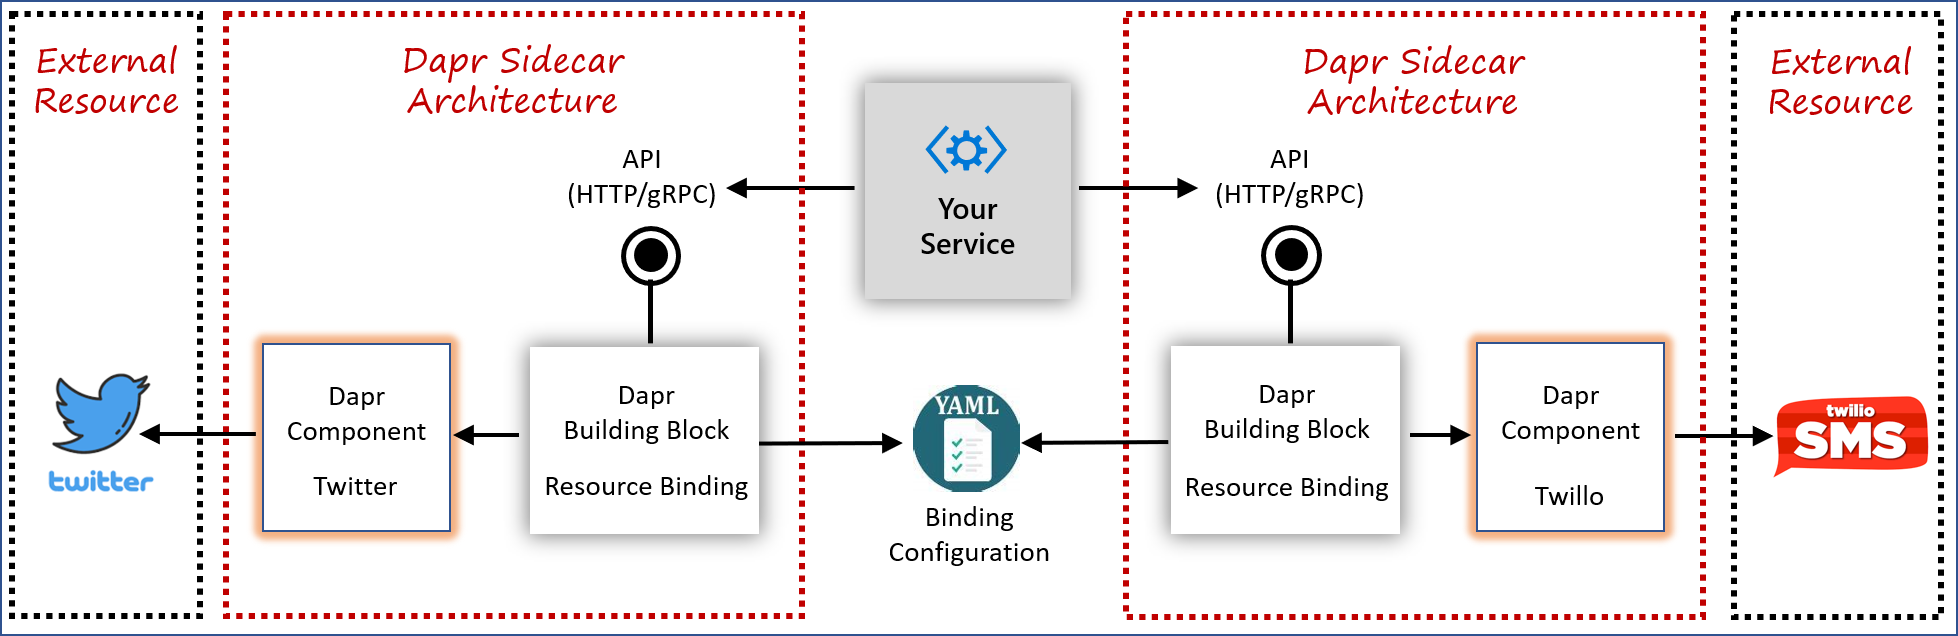 External
Resource
Dapr Sidecar
Architecture
API
(HTTP/gRPC)
Dapr
Component
Twitter
Dapr
Building Block
Resource Binding
twitter
Your
Service
YAML
Binding
Configuration
Dapr Sidecar
Architecture
API
(HTTP/gRPC)
Dapr
Building Block
Resource Binding
Dapr
Component
Twillo
External
Resource
twilio
SMS